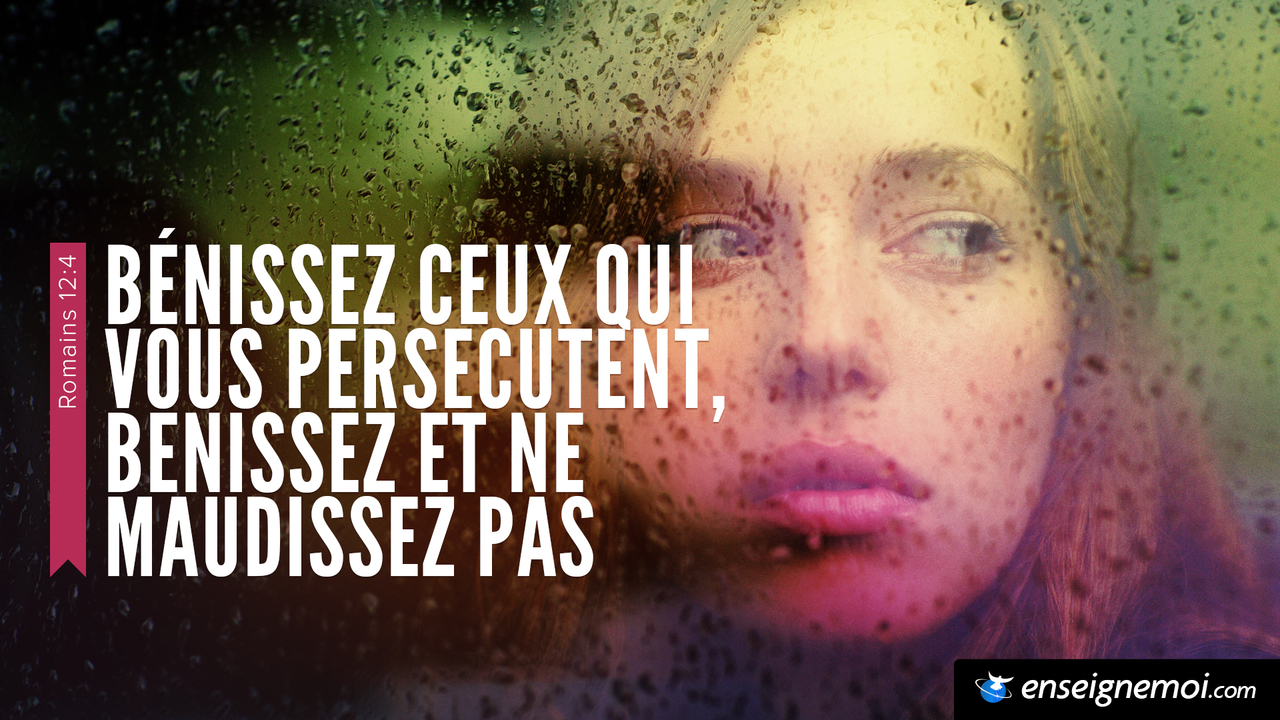 Romains 12:4
BÉNISSEZ CEUX QUI
VOUS PERSECUTENT,
BENISSEZ ET NE
MAUDISSEZ PAS
enseignemoi.com